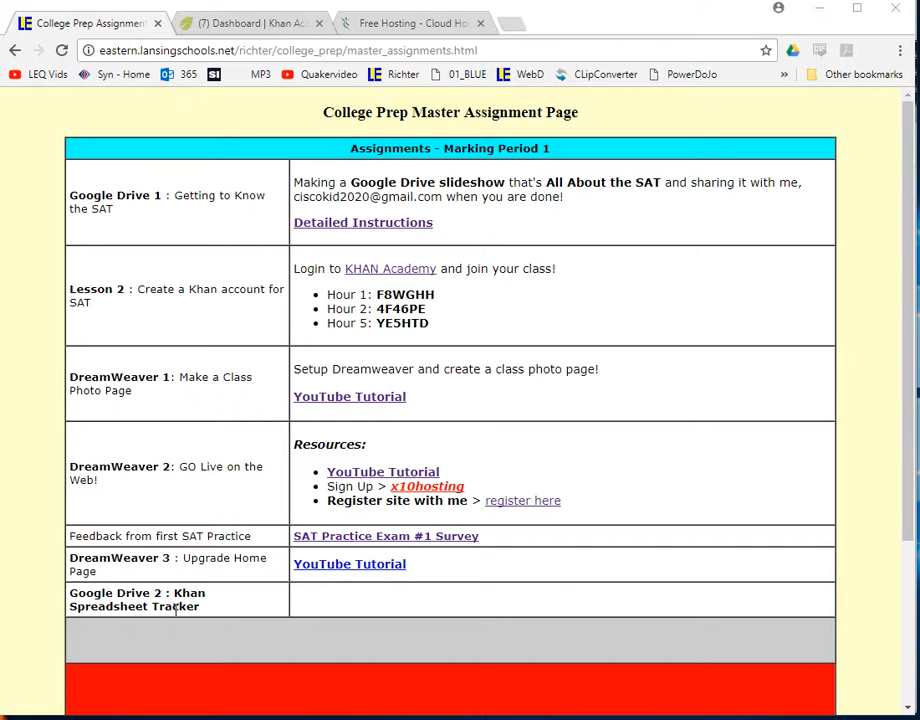 College Prep Assignment
(7) Dashboard | Khan Ac
Free Hosting - Cloud Ho
eastern.lansingschools.net/richter/college_prep/master_assignments.html
LEQ Vids
Syn - Home
365
SI
MP3
Quakervideo
LE Richter
01_BLUE
LE WebD
CLipConverter
PowerDoJo
»
Other bookmarks
College Prep Master Assignment Page
Assignments - Marking Period 1
Google Drive 1 : Getting to Know
the SAT
Making a Google Drive slideshow that's All About the SAT and sharing it with me,
ciscokid2020@gmail.com when you are done!
Detailed Instructions
Lesson 2 : Create a Khan account for
SAT
Login to KHAN Academy and join your class!
• Hour 1: F8WGHH
• Hour 2: 4F46PE
• Hour 5: YE5HTD
DreamWeaver 1: Make a Class
Photo Page
Setup Dreamweaver and create a class photo page!
YouTube Tutorial
DreamWeaver 2: GO Live on the
Web!
Resources:
• YouTube Tutorial
• Sign Up > x10hosting
• Register site with me > register here
Feedback from first SAT Practice
SAT Practice Exam #1 Survey
DreamWeaver 3 : Upgrade Home
Page
YouTube Tutorial
Google Drive 2 : Khan
Spreadsheet Tracker